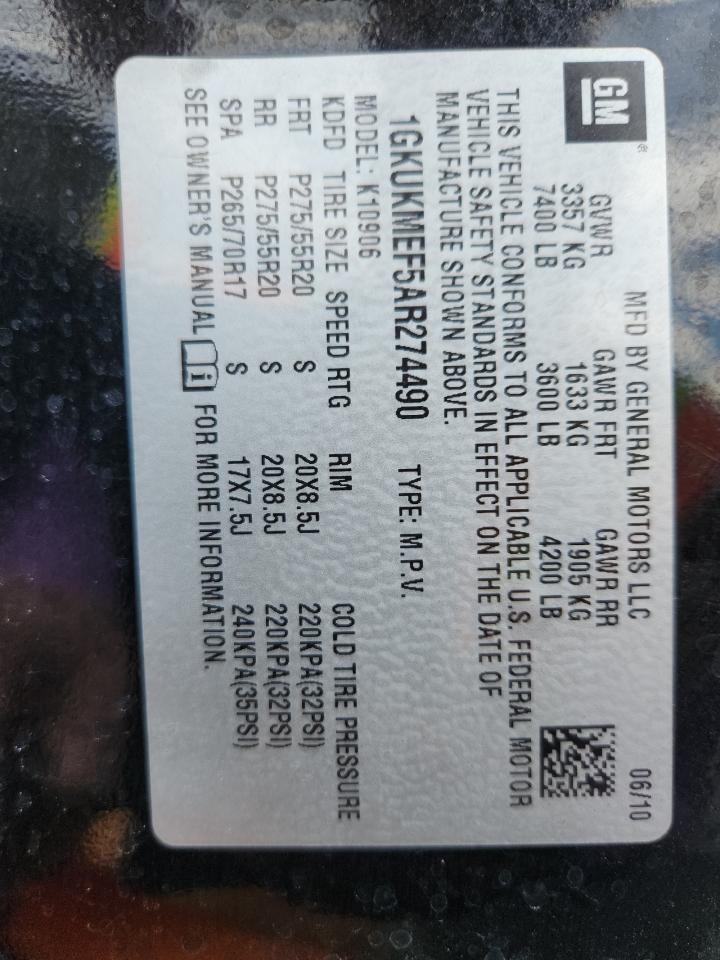 GM®
MFD BY GENERAL MOTORS LLC 06/10
GVWR GAWR FRT GAWR RR
3357 KG 1633 KG 1905 KG
7400 LB 3600 LB 4200 LB
THIS VEHICLE CONFORMS TO ALL APPLICABLE U.S. FEDERAL MOTOR
VEHICLE SAFETY STANDARDS IN EFFECT ON THE DATE OF
MANUFACTURE SHOWN ABOVE.
1GKUKMEF5AR274490 TYPE: M.P.V.
MODEL: K10906
KDFD TIRE SIZE SPEED RTG RIM COLD TIRE PRESSURE
FRT P275/55R20 S 20X8.5J 220KPA(32PSI)
RR P275/55R20 S 20X8.5J 220KPA(32PSI)
SPA P265/70R17 S 17X7.5J 240KPA(35PSI)
SEE OWNER'S MANUAL i FOR MORE INFORMATION.